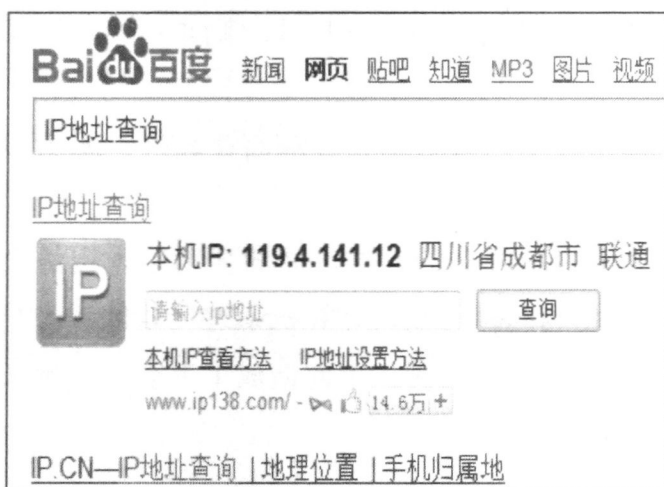 Bai du 百度 新闻 网页 贴吧 知道 MP3 图片 视频
IP地址查询
IP地址查询
IP 本机IP: 119.4.141.12 四川省成都市 联通
请输入ip地址 查询
本机IP查看方法 IP地址设置方法
www.ip138.com/ - 14.6万 +
IP.CN—IP地址查询 | 地理位置 | 手机归属地